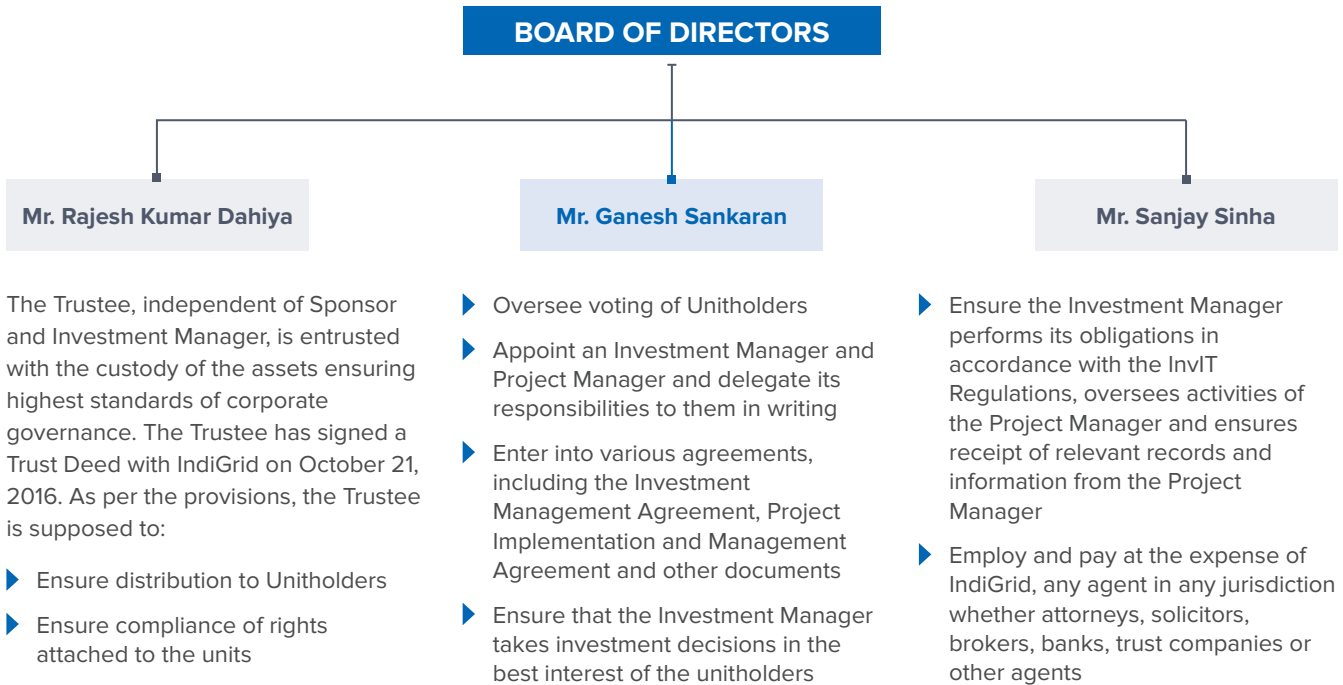 BOARD OF DIRECTORS
Mr. Rajesh Kumar Dahiya
Mr. Ganesh Sankaran
Mr. Sanjay Sinha
The Trustee, independent of Sponsor
and Investment Manager, is entrusted
with the custody of the assets ensuring
highest standards of corporate
governance. The Trustee has signed a
Trust Deed with IndiGrid on October 21,
2016. As per the provisions, the Trustee
is supposed to:
Ensure distribution to Unitholders
Ensure compliance of rights
attached to the units
Oversee voting of Unitholders
Appoint an Investment Manager and
Project Manager and delegate its
responsibilities to them in writing
Enter into various agreements,
including the Investment
Management Agreement, Project
Implementation and Management
Agreement and other documents
Ensure that the Investment Manager
takes investment decisions in the
best interest of the unitholders
Ensure the Investment Manager
performs its obligations in
accordance with the InvIT
Regulations, oversees activities of
the Project Manager and ensures
receipt of relevant records and
information from the Project
Manager
Employ and pay at the expense of
IndiGrid, any agent in any jurisdiction
whether attorneys, solicitors,
brokers, banks, trust companies or
other agents